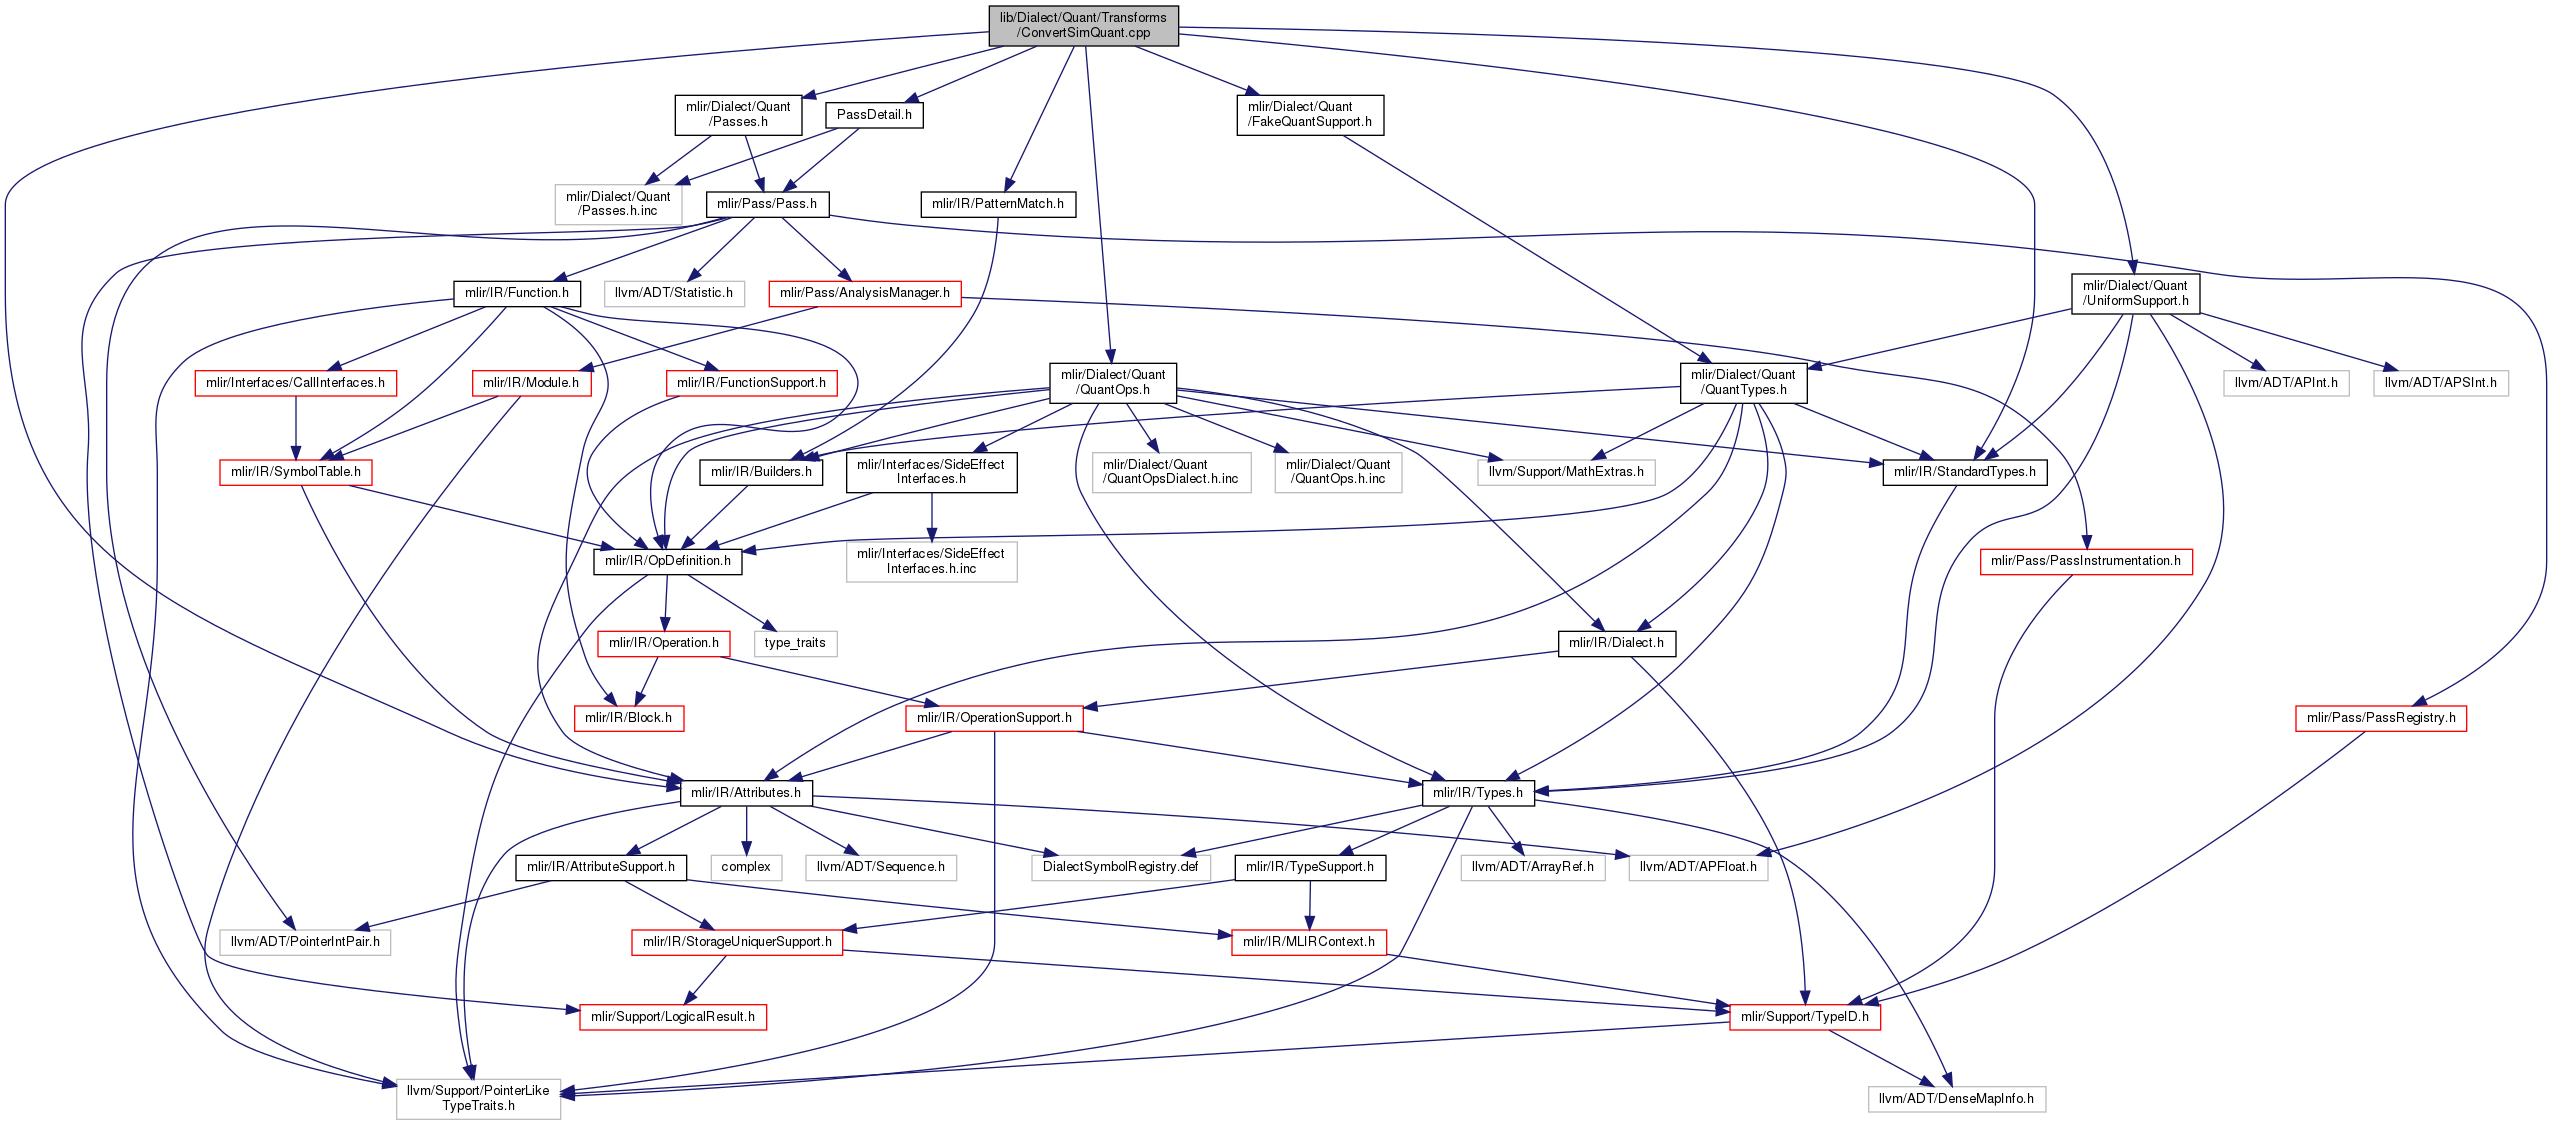 lib/Dialect/Quant/Transforms
/ConvertSimQuant.cpp
mlir/Dialect/Quant
/Passes.h
PassDetail.h
mlir/Dialect/Quant
/FakeQuantSupport.h
mlir/Dialect/Quant
/Passes.h.inc
mlir/Pass/Pass.h
mlir/IR/PatternMatch.h
mlir/IR/Function.h
llvm/ADT/Statistic.h
mlir/Pass/AnalysisManager.h
mlir/Dialect/Quant
/UniformSupport.h
mlir/Interfaces/CallInterfaces.h
mlir/IR/Module.h
mlir/IR/FunctionSupport.h
mlir/Dialect/Quant
/QuantOps.h
mlir/Dialect/Quant
/QuantTypes.h
llvm/ADT/APInt.h
llvm/ADT/APSInt.h
mlir/IR/SymbolTable.h
mlir/IR/Builders.h
mlir/Interfaces/SideEffect
Interfaces.h
mlir/Dialect/Quant
/QuantOpsDialect.h.inc
mlir/Dialect/Quant
/QuantOps.h.inc
llvm/Support/MathExtras.h
mlir/IR/StandardTypes.h
mlir/IR/OpDefinition.h
mlir/Interfaces/SideEffect
Interfaces.h.inc
mlir/Pass/PassInstrumentation.h
mlir/IR/Operation.h
type_traits
mlir/IR/Dialect.h
mlir/IR/Block.h
mlir/IR/OperationSupport.h
mlir/Pass/PassRegistry.h
mlir/IR/Attributes.h
mlir/IR/Types.h
mlir/IR/AttributeSupport.h
complex
llvm/ADT/Sequence.h
DialectSymbolRegistry.def
mlir/IR/TypeSupport.h
llvm/ADT/ArrayRef.h
llvm/ADT/APFloat.h
llvm/ADT/PointerIntPair.h
mlir/IR/StorageUniquerSupport.h
mlir/IR/MLIRContext.h
mlir/Support/LogicalResult.h
mlir/Support/TypeID.h
llvm/Support/PointerLike
TypeTraits.h
llvm/ADT/DenseMapInfo.h